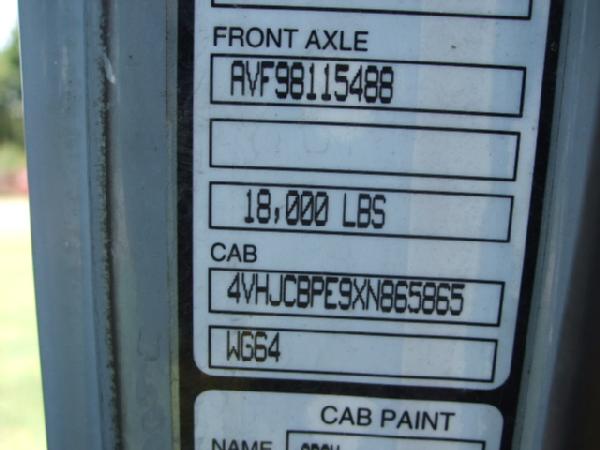 FRONT AXLE
AVF98115488
18,000 LBS
CAB
4VHJCBPE9XN865865
WG64
CAB PAINT
NAME